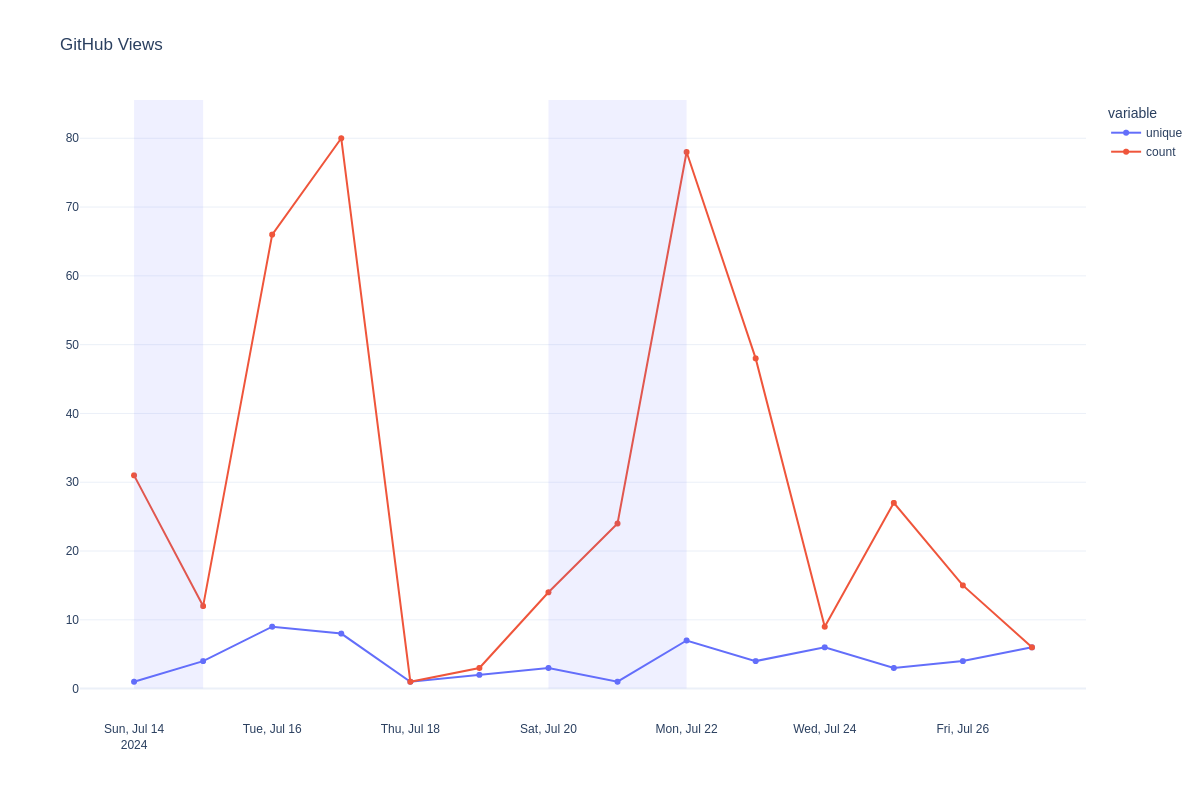 GitHub Views
variable
unique
count
80
70
60
50
40
30
20
10
0
Sun, Jul 14
2024
Tue, Jul 16
Thu, Jul 18
Sat, Jul 20
Mon, Jul 22
Wed, Jul 24
Fri, Jul 26